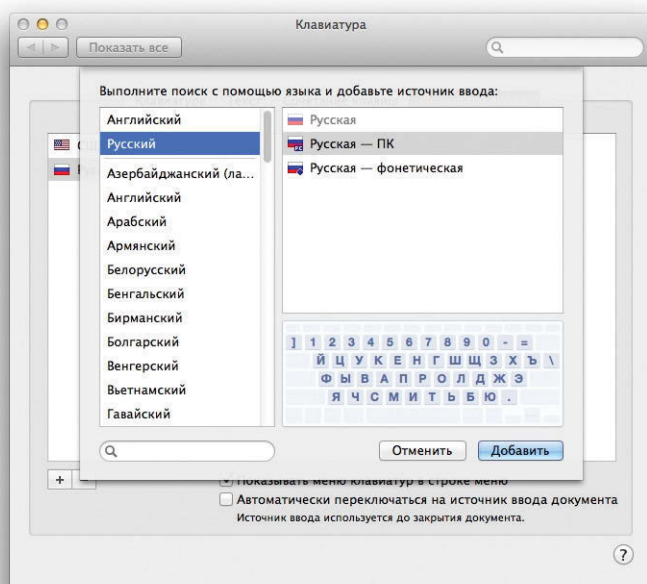 Клавиатура
Показать все
Выполните поиск с помощью языка и добавьте источник ввода:
Английский
Русский
Азербайджанский (ла...
Английский
Арабский
Армянский
Белорусский
Бенгальский
Бирманский
Болгарский
Венгерский
Вьетнамский
Гавайский
Русская
Русская — ПК
Русская — фонетическая
] 1 2 3 4 5 6 7 8 9 0 - =
Й Ц У К Е Н Г Ш Щ З Х Ъ \
Ф Ы В А П Р О Л Д Ж Э
Я Ч С М И Т Ь Б Ю .
Отменить
Добавить
+ −
Показывать меню клавиатур в строке меню
Автоматически переключаться на источник ввода документа
Источник ввода используется до закрытия документа.
?